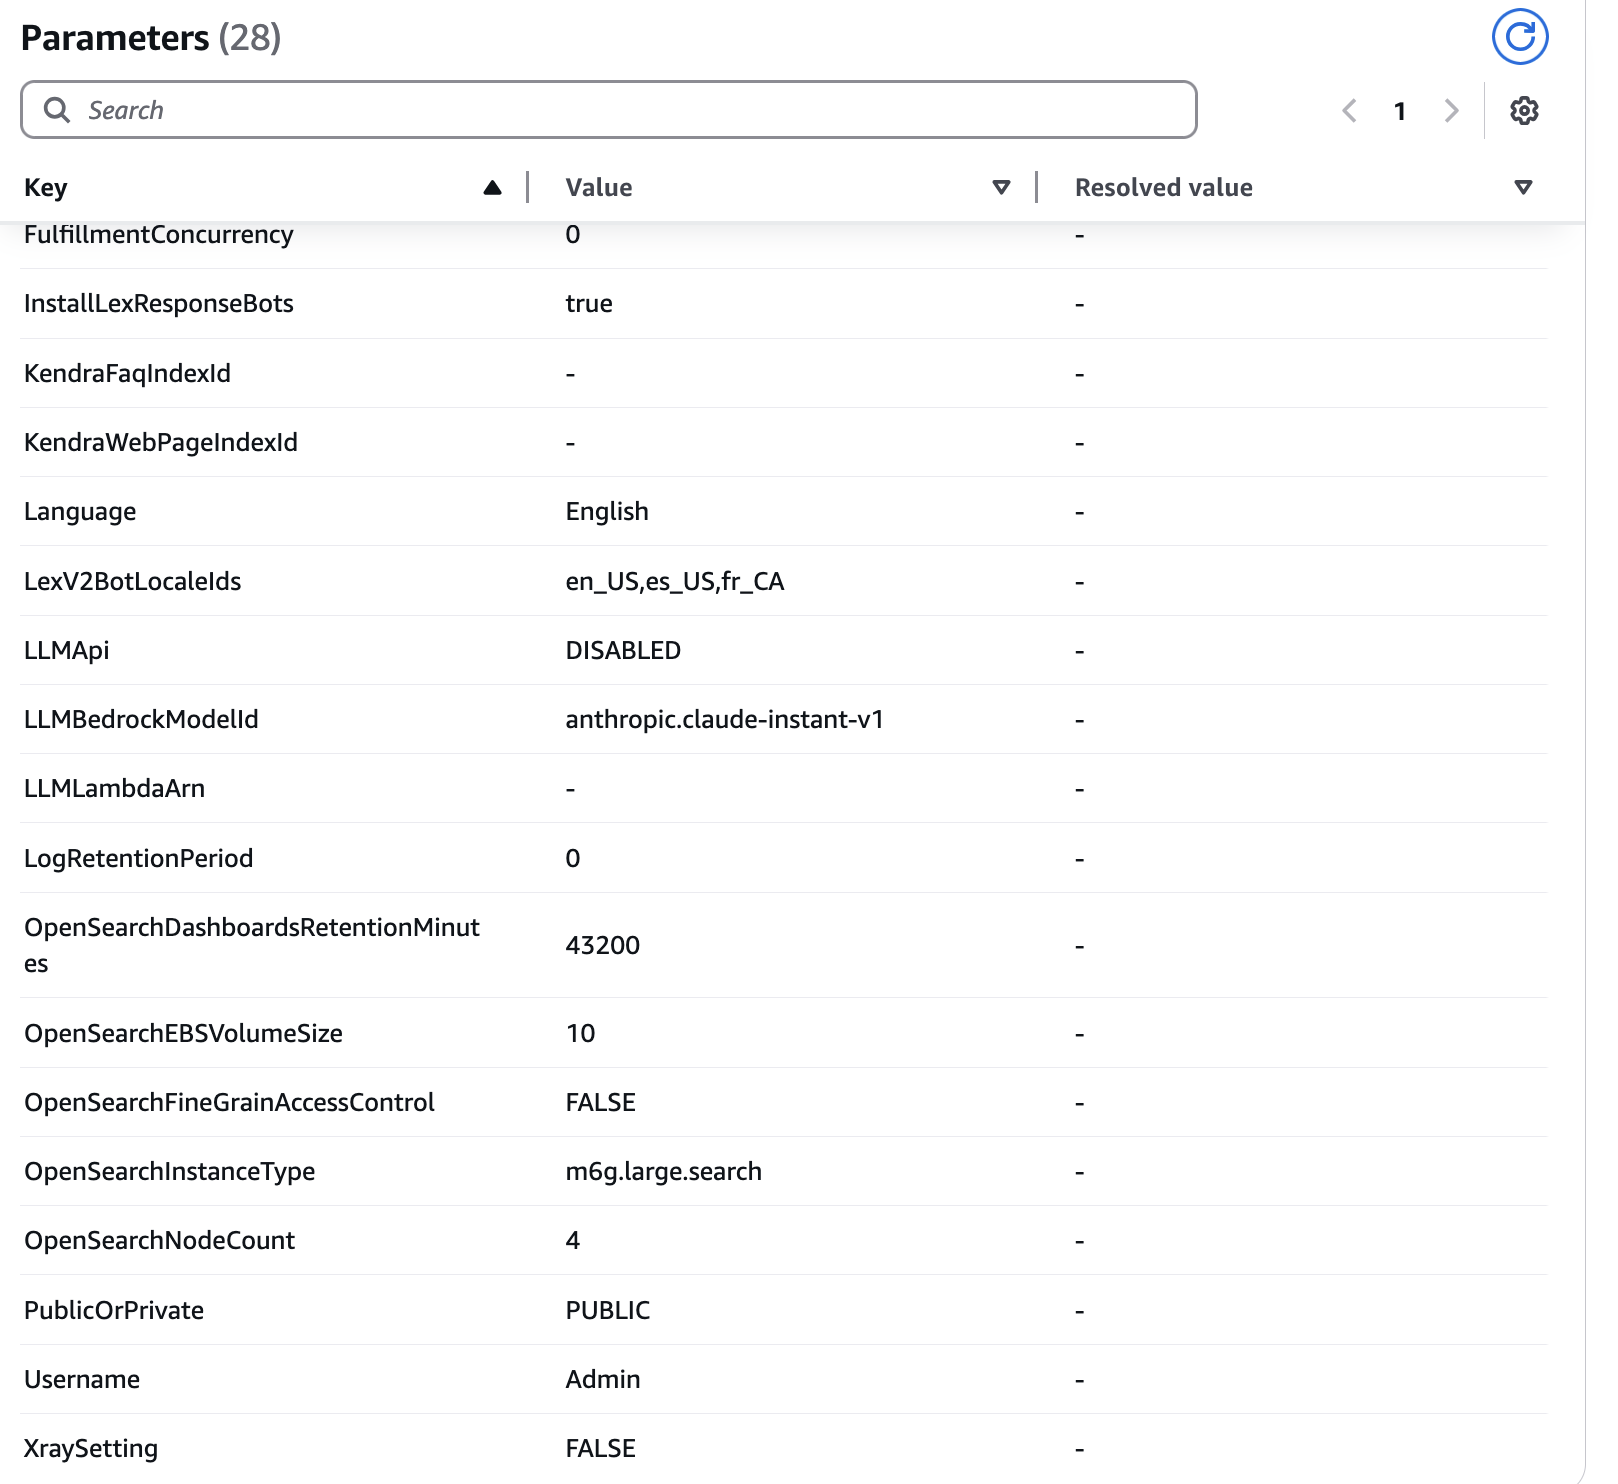 Parameters (28)
Search
1
Key Value Resolved value
FulfillmentConcurrency 0 -
InstallLexResponseBots true -
KendraFaqIndexId - -
KendraWebPageIndexId - -
Language English -
LexV2BotLocaleIds en_US,es_US,fr_CA -
LLMApi DISABLED -
LLMBedrockModelId anthropic.claude-instant-v1 -
LLMLambdaArn - -
LogRetentionPeriod 0 -
OpenSearchDashboardsRetentionMinut
es 43200 -
OpenSearchEBSVolumeSize 10 -
OpenSearchFineGrainAccessControl FALSE -
OpenSearchInstanceType m6g.large.search -
OpenSearchNodeCount 4 -
PublicOrPrivate PUBLIC -
Username Admin -
XraySetting FALSE -